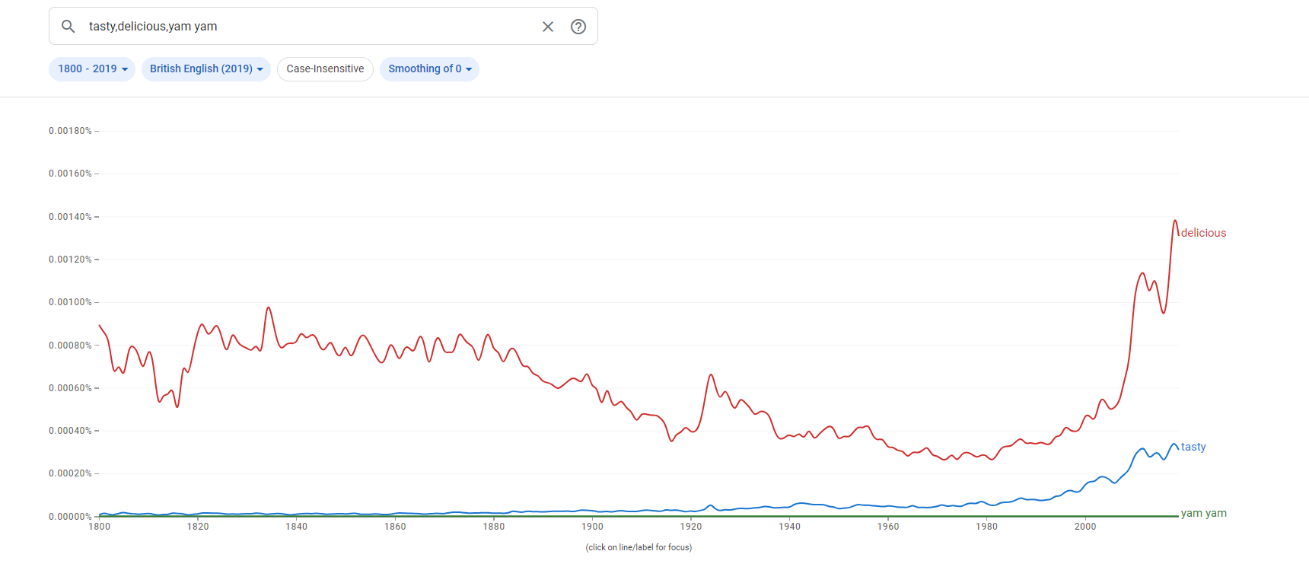 tasty,delicious,yam yam
1800 - 2019 British English (2019) Case-Insensitive Smoothing of 0
0.00180%
0.00160%
0.00140%
delicious
0.00120%
0.00100%
0.00080%
0.00060%
0.00040%
tasty
0.00020%
0.00000%
yam yam
1800 1820 1840 1860 1880 1900 1920 1940 1960 1980 2000
(click on line/label for focus)